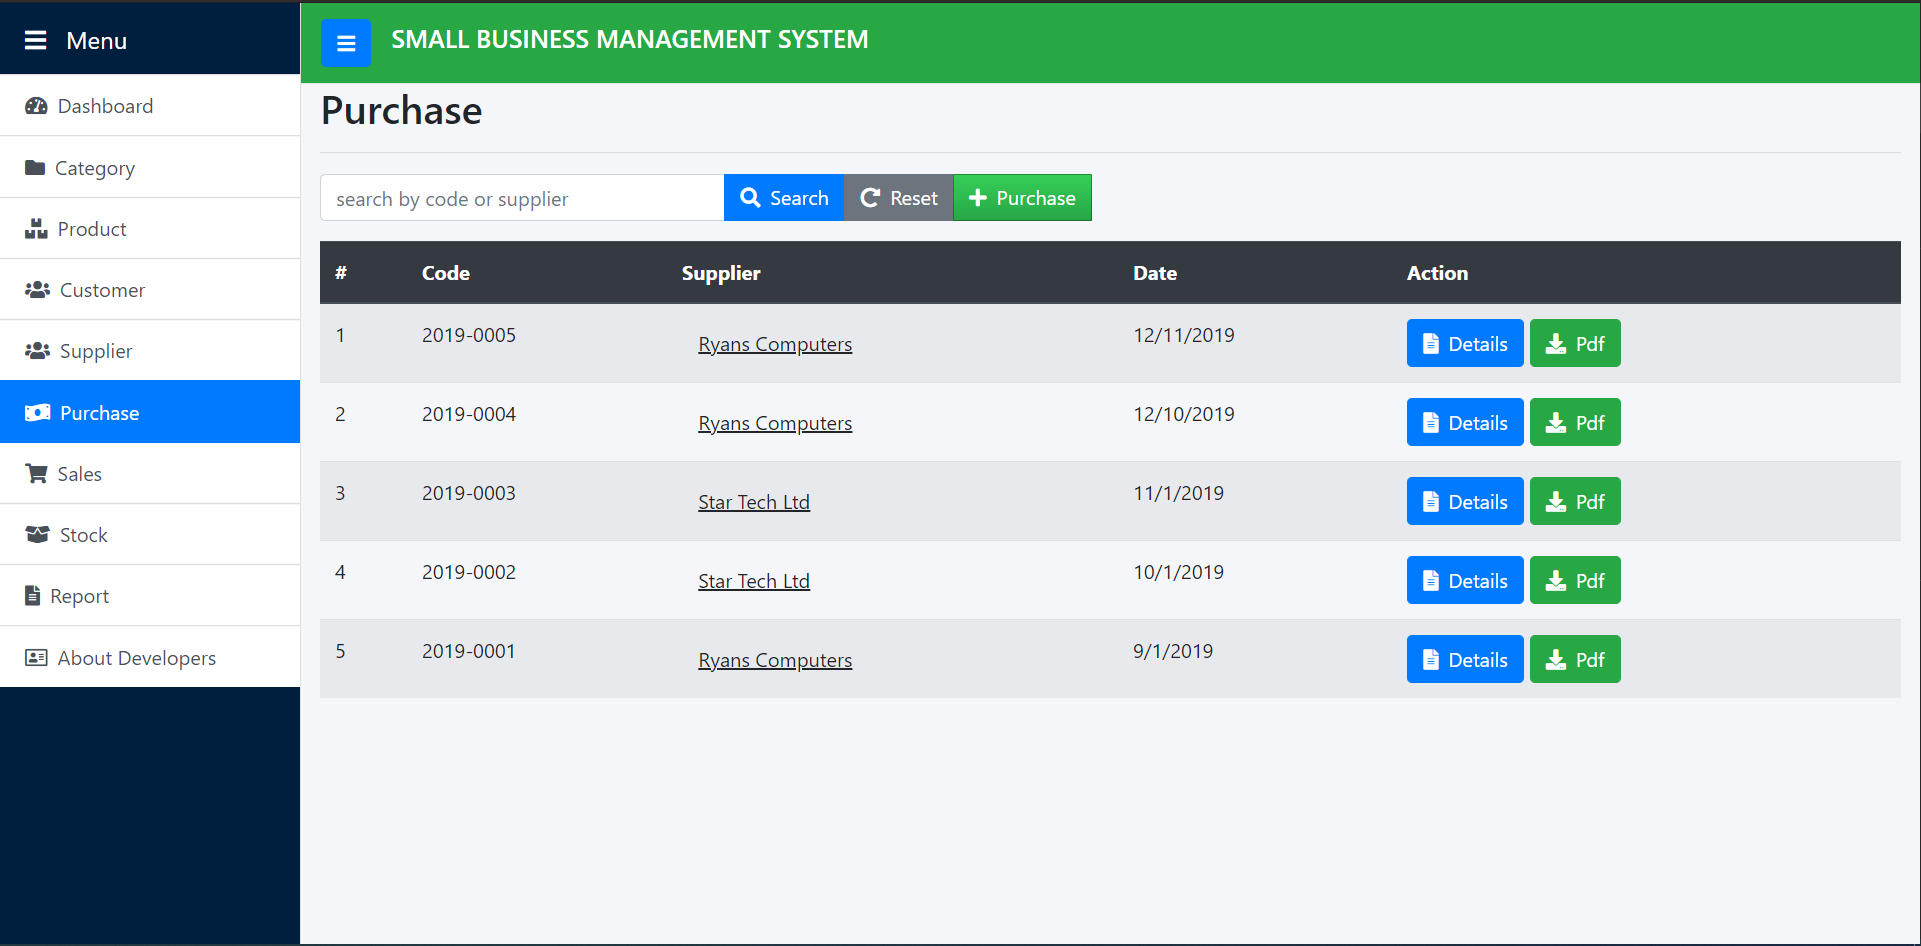 Menu
Dashboard
Category
Product
Customer
Supplier
Purchase
Sales
Stock
Report
About Developers
SMALL BUSINESS MANAGEMENT SYSTEM
Purchase
search by code or supplier Search Reset Purchase
# Code Supplier Date Action
1 2019-0005 Ryans Computers 12/11/2019 Details Pdf
2 2019-0004 Ryans Computers 12/10/2019 Details Pdf
3 2019-0003 Star Tech Ltd 11/1/2019 Details Pdf
4 2019-0002 Star Tech Ltd 10/1/2019 Details Pdf
5 2019-0001 Ryans Computers 9/1/2019 Details Pdf